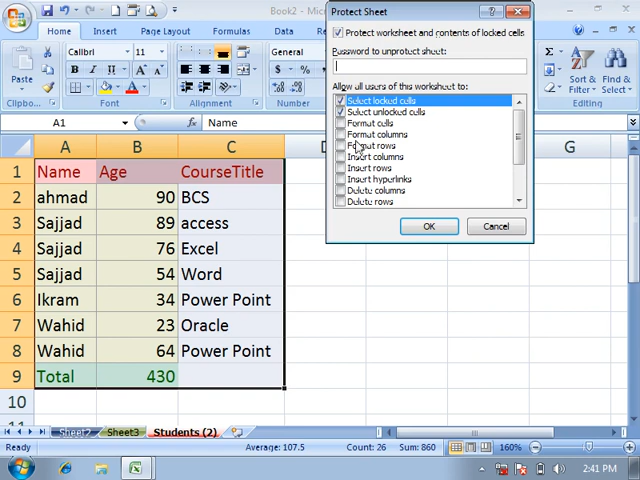 Book2 - Mi
Home Insert Page Layout Formulas Data
Paste
Clipboard
Calibri 11
B I U
Font
Alignment
$ %
Sort & Filter
Find & Select
A1 fx Name
Protect Sheet
Protect worksheet and contents of locked cells
Password to unprotect sheet:
Allow all users of this worksheet to:
Select locked cells
Select unlocked cells
Format cells
Format columns
Format rows
Insert columns
Insert rows
Insert hyperlinks
Delete columns
Delete rows
OK Cancel
A B C D G
1 Name Age CourseTitle
2 ahmad 90 BCS
3 Sajjad 89 access
4 Sajjad 76 Excel
5 Sajjad 54 Word
6 Ikram 34 Power Point
7 Wahid 23 Oracle
8 Wahid 64 Power Point
9 Total 430
10
11
Sheet2 Sheet3 Students (2)
Ready Average: 107.5 Count: 26 Sum: 860 160%
2:41 PM